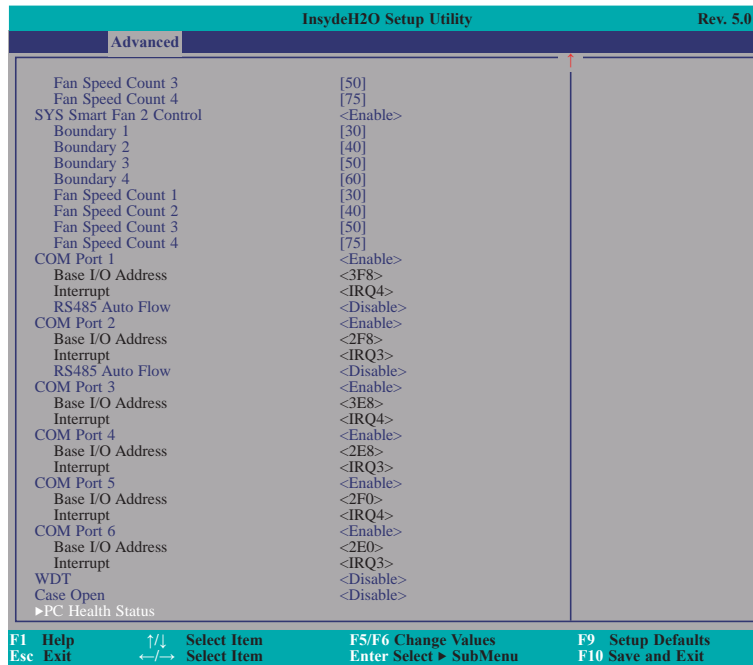 InsydeH2O Setup Utility Rev. 5.0
Advanced
↑
Fan Speed Count 3 [50]
Fan Speed Count 4 [75]
SYS Smart Fan 2 Control <Enable>
Boundary 1 [30]
Boundary 2 [40]
Boundary 3 [50]
Boundary 4 [60]
Fan Speed Count 1 [30]
Fan Speed Count 2 [40]
Fan Speed Count 3 [50]
Fan Speed Count 4 [75]
COM Port 1 <Enable>
Base I/O Address <3F8>
Interrupt <IRQ4>
RS485 Auto Flow <Disable>
COM Port 2 <Enable>
Base I/O Address <2F8>
Interrupt <IRQ3>
RS485 Auto Flow <Disable>
COM Port 3 <Enable>
Base I/O Address <3E8>
Interrupt <IRQ4>
COM Port 4 <Enable>
Base I/O Address <2E8>
Interrupt <IRQ3>
COM Port 5 <Enable>
Base I/O Address <2F0>
Interrupt <IRQ4>
COM Port 6 <Enable>
Base I/O Address <2E0>
Interrupt <IRQ3>
WDT <Disable>
Case Open <Disable>
►PC Health Status
F1 Help ↑/↓ Select Item F5/F6 Change Values F9 Setup Defaults
Esc Exit ←/→ Select Item Enter Select ► SubMenu F10 Save and Exit